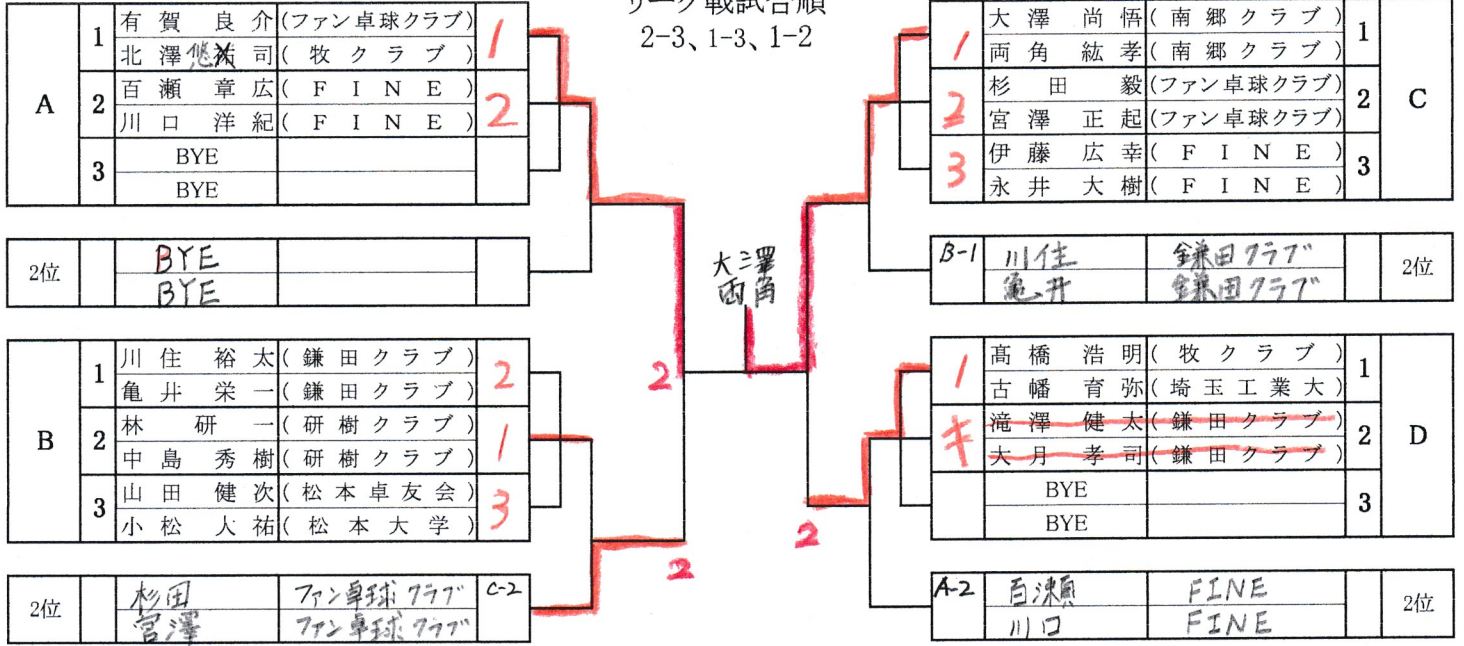 リーグ戦試合順
2-3、1-3、1-2
A
1 有賀 良介(ファン卓球クラブ) 1
北澤 悠司(牧クラブ)
2 百瀬 章広(FINE) 2
川口 洋紀(FINE)
3 BYE
BYE
2位 BYE
BYE
B
1 川住 裕太(鎌田クラブ) 2
亀井 栄一(鎌田クラブ)
2 林 研一(研樹クラブ) 1
中島 秀樹(研樹クラブ)
3 山田 健次(松本卓友会) 3
小松 人祐(松本大学)
2位 杉田 ファン卓球クラブ C-2
宮澤 ファン卓球クラブ
大澤
両角
2
2
2
1 大澤 尚悟(南郷クラブ) 1
両角 紘孝(南郷クラブ)
2 杉田 毅(ファン卓球クラブ) 2
宮澤 正起(ファン卓球クラブ)
3 伊藤 広幸(FINE) 3
永井 大樹(FINE)
C
B-1 川住 鎌田クラブ 2位
亀井 鎌田クラブ
1 髙橋 浩明(牧クラブ) 1
古幡 育弥(埼玉工業大)
キ 滝澤 健太(鎌田クラブ) 2
大月 孝司(鎌田クラブ)
BYE 3
BYE
D
A-2 百瀬 FINE 2位
川口 FINE